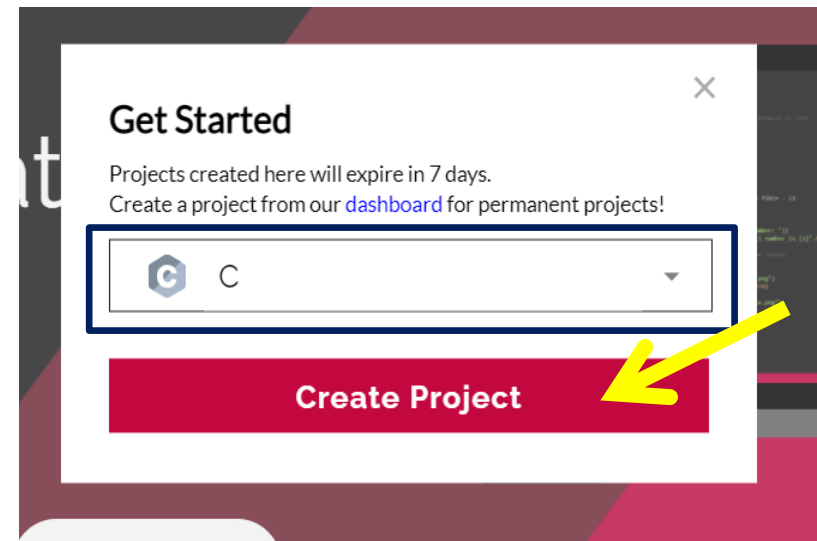 at
Get Started
Projects created here will expire in 7 days.
Create a project from our dashboard for permanent projects!
C C
Create Project